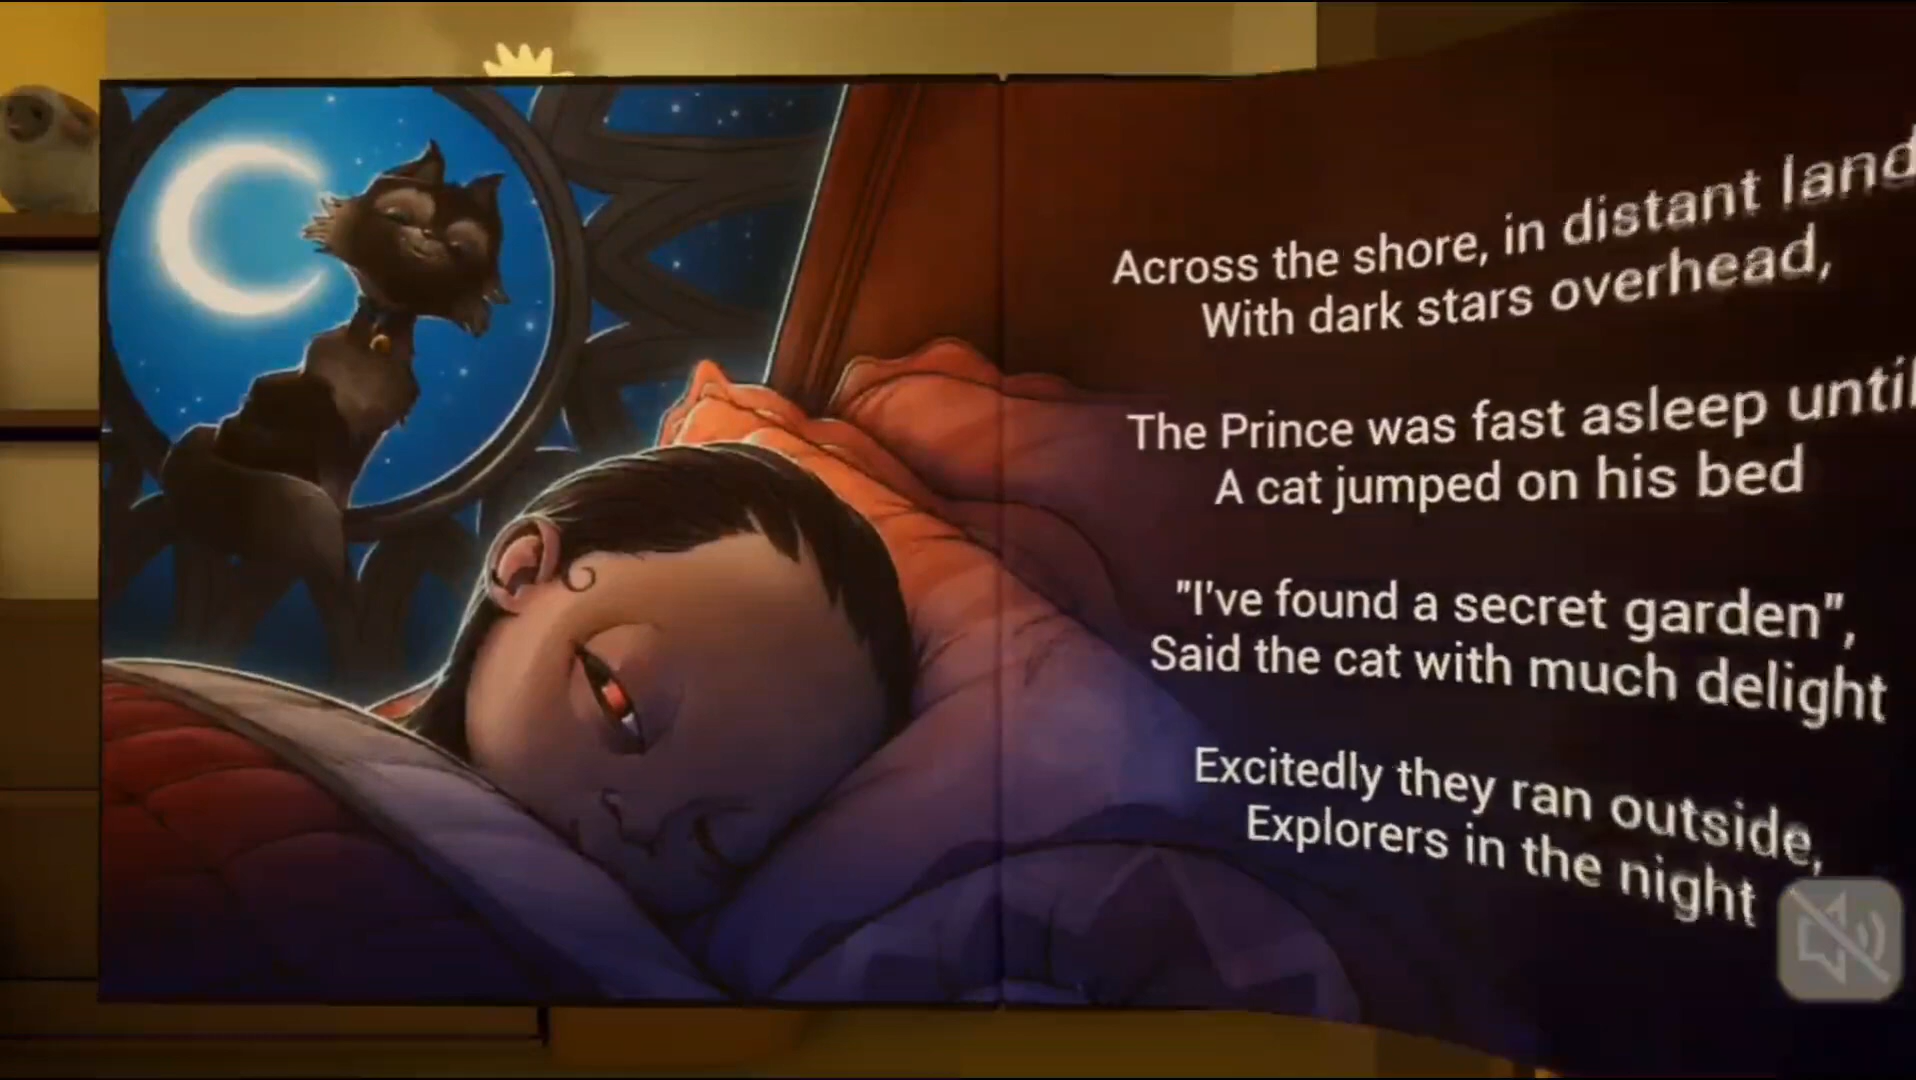 Across the shore, in distant land
With dark stars overhead,
The Prince was fast asleep until
A cat jumped on his bed
"I've found a secret garden",
Said the cat with much delight
Excitedly they ran outside,
Explorers in the night